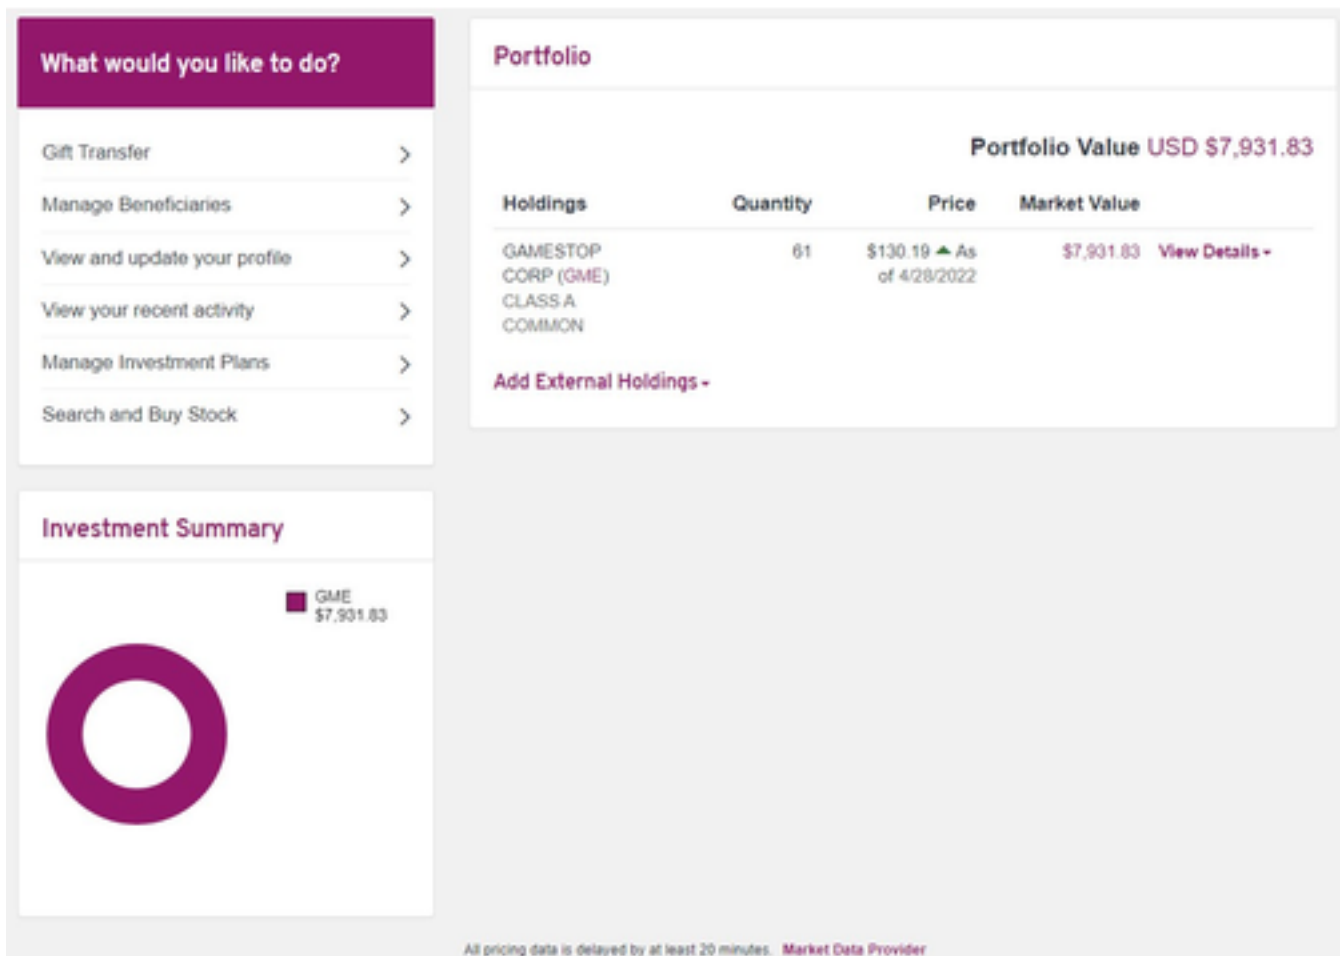 What would you like to do?
Gift Transfer
Manage Beneficiaries
View and update your profile
View your recent activity
Manage Investment Plans
Search and Buy Stock
Portfolio
Portfolio Value USD $7,931.83
Holdings Quantity Price Market Value
GAMESTOP 61 $130.19 ▲ As $7,931.83 View Details
CORP (GME) of 4/28/2022
CLASS A
COMMON
Add External Holdings
Investment Summary
GME
$7,931.83
All pricing data is delayed by at least 20 minutes. Market Data Provider